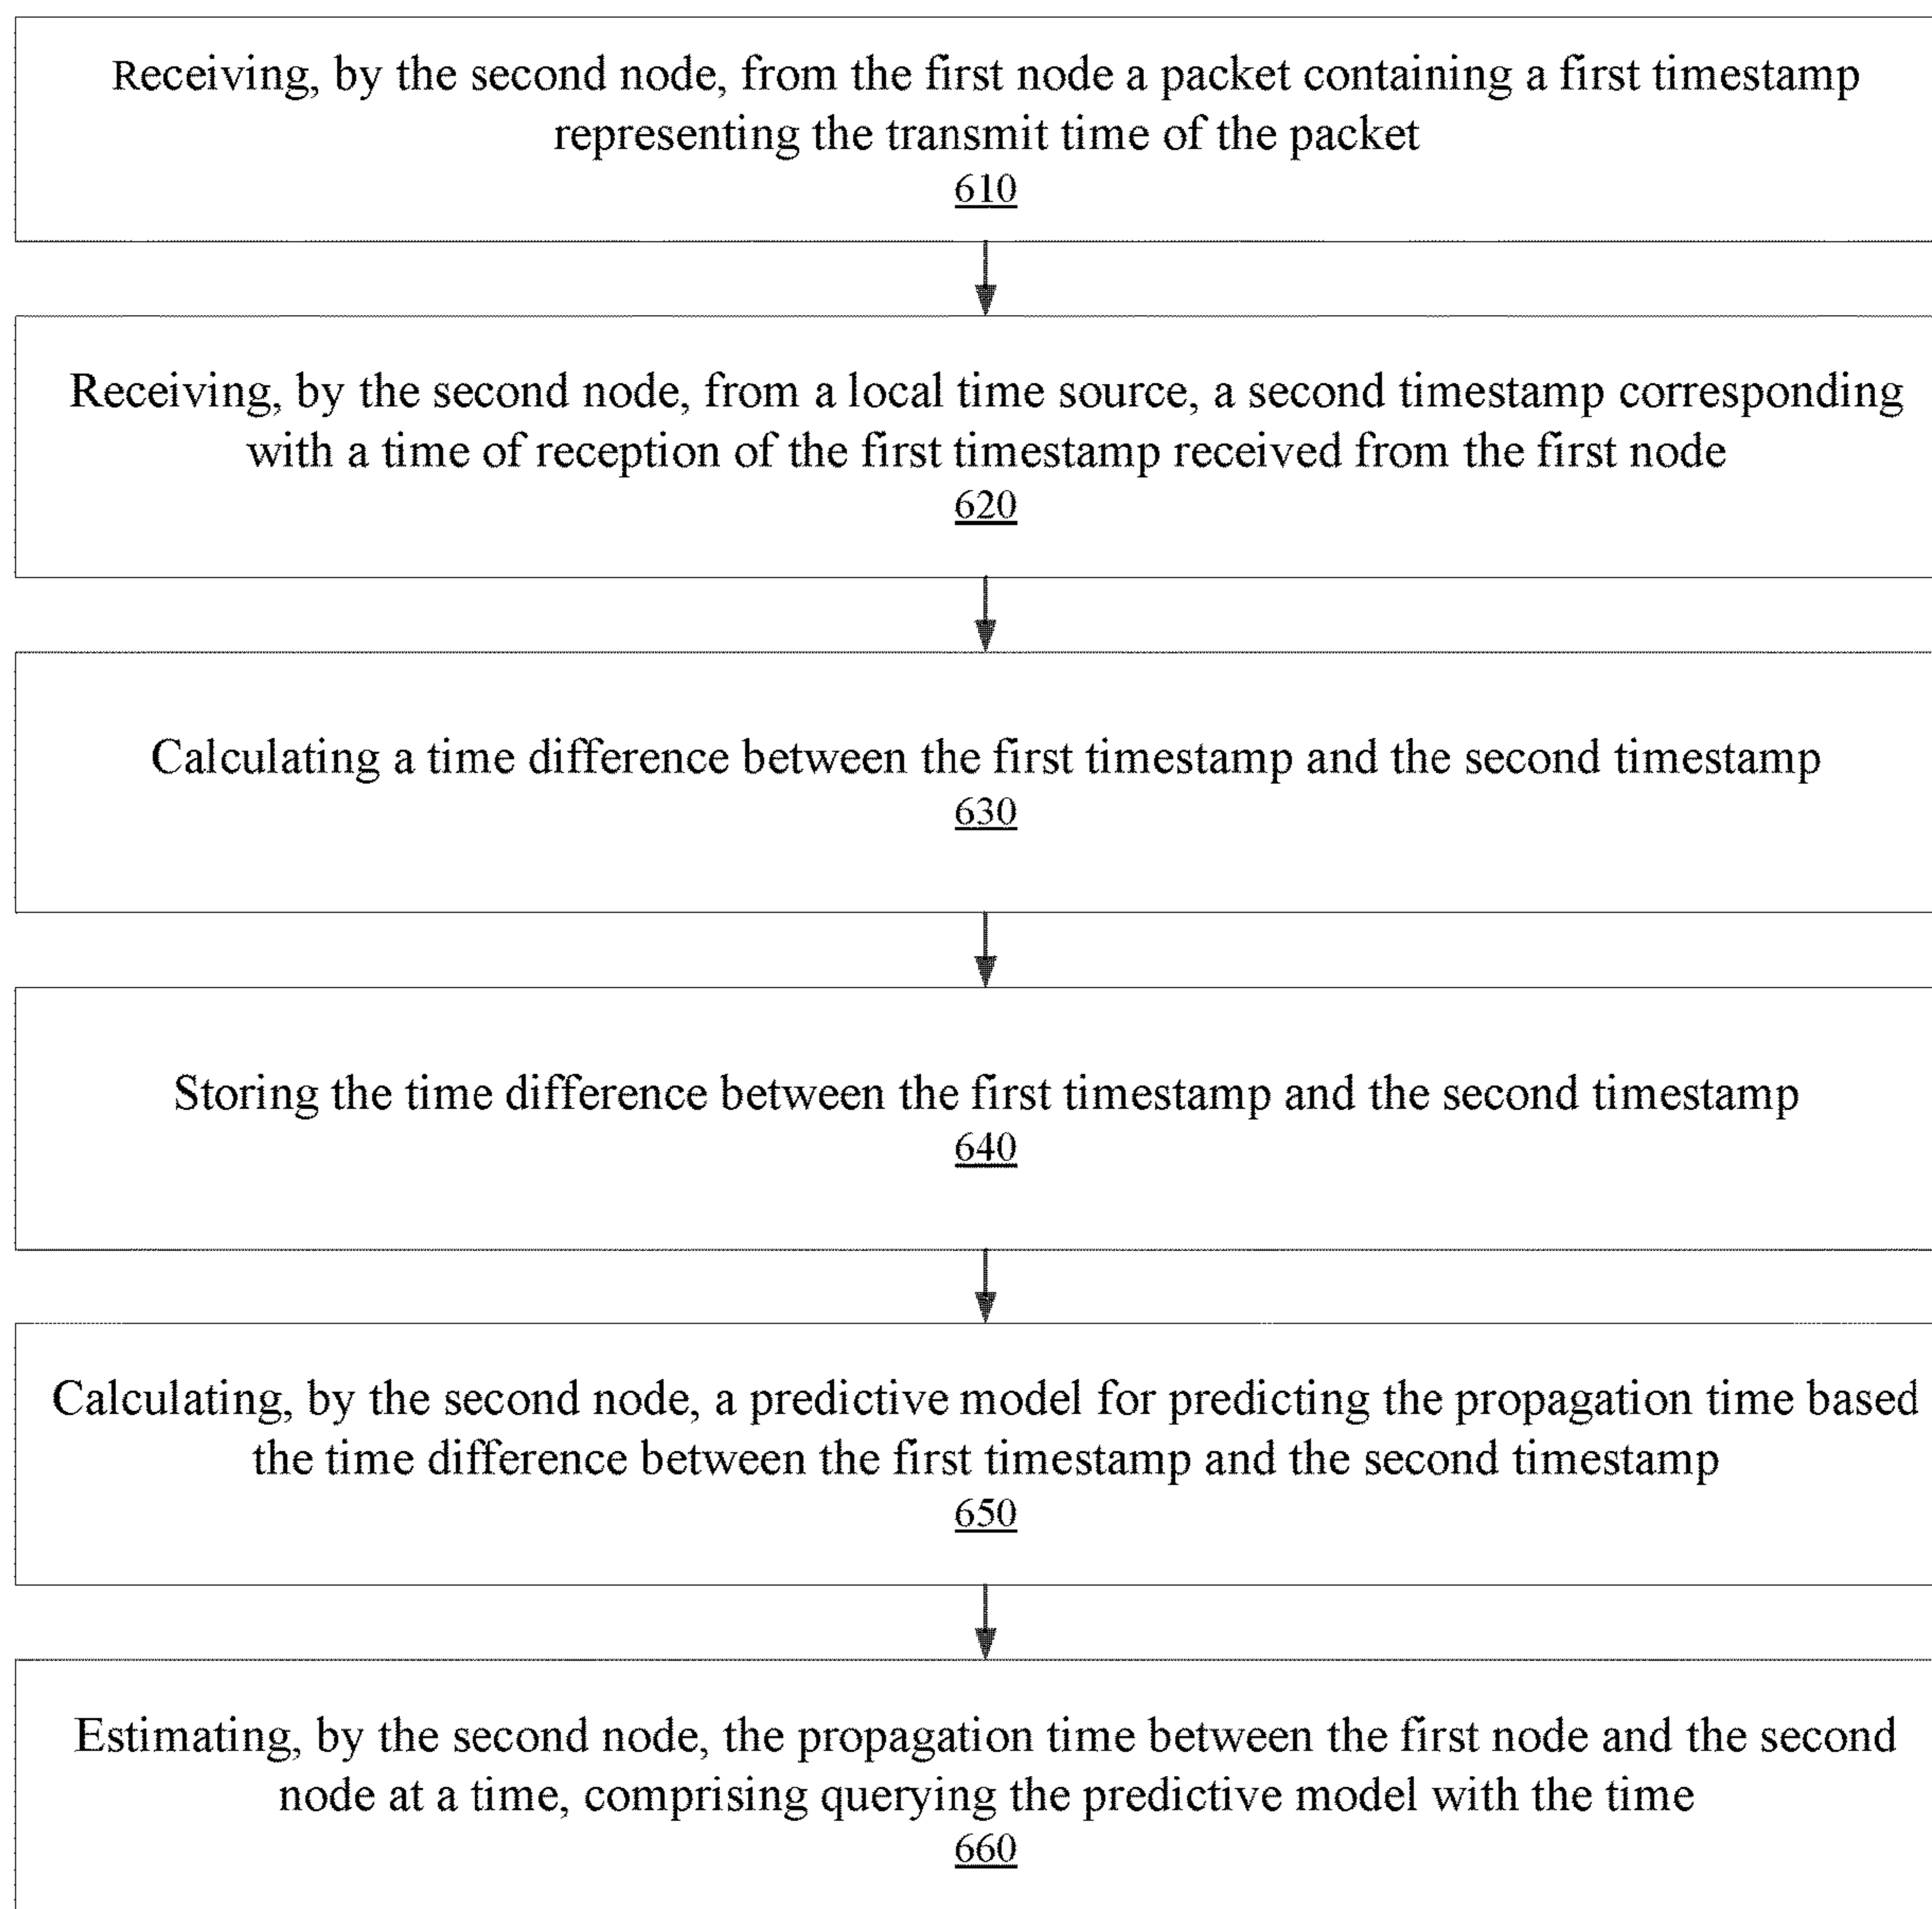 Receiving, by the second node, from the first node a packet containing a first timestamp
representing the transmit time of the packet
610
Receiving, by the second node, from a local time source, a second timestamp corresponding
with a time of reception of the first timestamp received from the first node
620
Calculating a time difference between the first timestamp and the second timestamp
630
Storing the time difference between the first timestamp and the second timestamp
640
Calculating, by the second node, a predictive model for predicting the propagation time based
the time difference between the first timestamp and the second timestamp
650
Estimating, by the second node, the propagation time between the first node and the second
node at a time, comprising querying the predictive model with the time
660